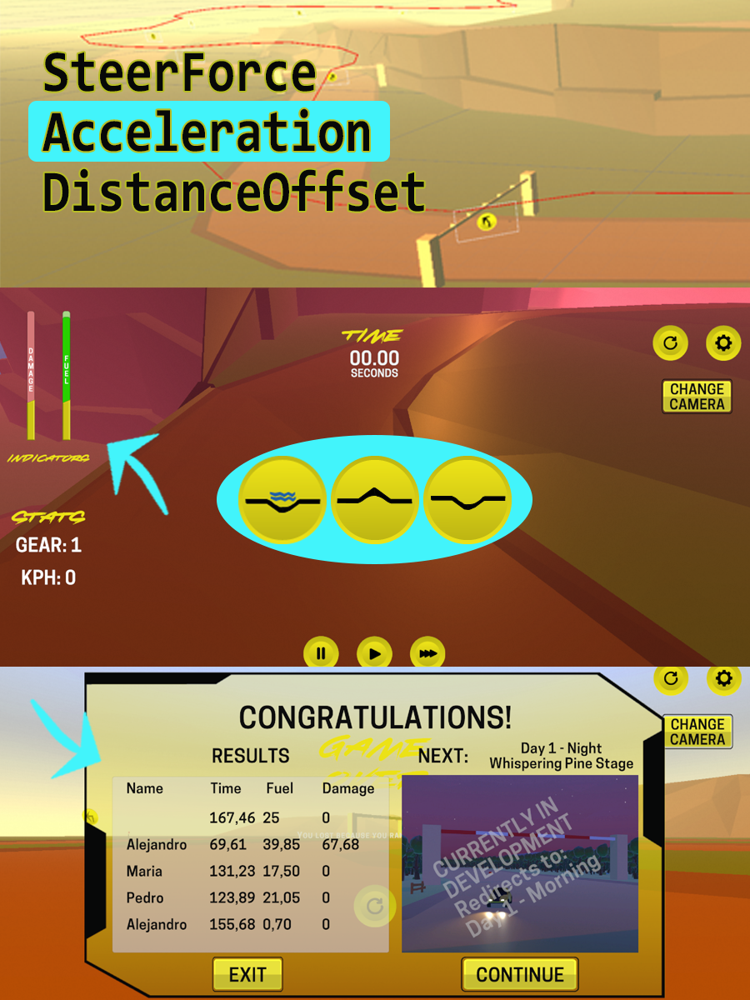 SteerForce
Acceleration
DistanceOffset
DAMAGE
FUEL
INDICATORS
TIME
00.00
SECONDS
CHANGE
CAMERA
STATS
GEAR: 1
KPH: 0
CONGRATULATIONS!
GAME
RESULTS
NEXT:
Day 1 - Night
Whispering Pine Stage
CHANGE
CAMERA
Name Time Fuel Damage
167,46 25 0
YOU LOST BECAUSE YOU RA
Alejandro 69,61 39,85 67,68
Maria 131,23 17,50 0
Pedro 123,89 21,05 0
Alejandro 155,68 0,70 0
CURRENTLY IN
DEVELOPMENT
Redirects to:
Day 1 - Morning
EXIT
CONTINUE